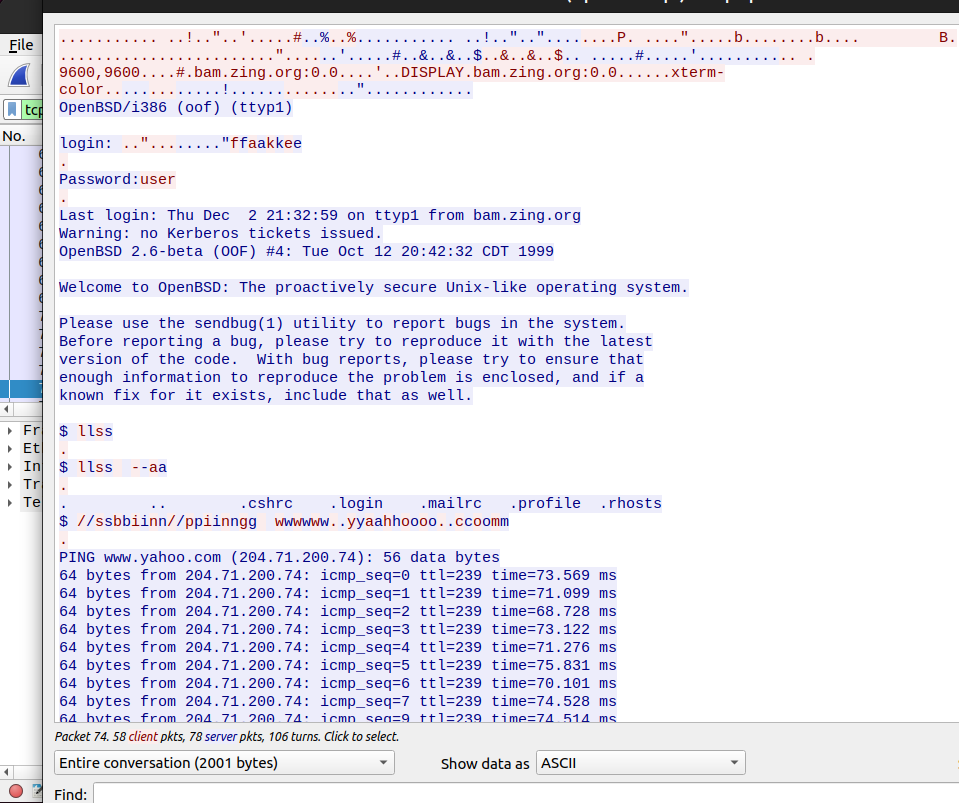 ........... ..!.."..'.....#..%..%........... ..!..".."........P. ....".....b........b.... B.
........................"......'.....#..&..&..$..&..&..$.. .....#.....'........... .
9600,9600....#.bam.zing.org:0.0....'..DISPLAY.bam.zing.org:0.0......xterm-
color..............!..............."............
OpenBSD/i386 (oof) (ttyp1)
File
login: .."........"ffaakkee
.
tcp
No.
Password:user
.
Last login: Thu Dec  2 21:32:59 on ttyp1 from bam.zing.org
Warning: no Kerberos tickets issued.
OpenBSD 2.6-beta (OOF) #4: Tue Oct 12 20:42:32 CDT 1999
Welcome to OpenBSD: The proactively secure Unix-like operating system.
Please use the sendbug(1) utility to report bugs in the system.
Before reporting a bug, please try to reproduce it with the latest
version of the code.  With bug reports, please try to ensure that
enough information to reproduce the problem is enclosed, and if a
known fix for it exists, include that as well.
$ llss
.
$ llss  --aa
.
.         ..        .cshrc    .login    .mailrc   .profile  .rhosts
$ //ssbbiinn//ppiinngg  wwwwww..yyaahhoooo..ccoomm
.
Fr
Et
In
Tr
Te
PING www.yahoo.com (204.71.200.74): 56 data bytes
64 bytes from 204.71.200.74: icmp_seq=0 ttl=239 time=73.569 ms
64 bytes from 204.71.200.74: icmp_seq=1 ttl=239 time=71.099 ms
64 bytes from 204.71.200.74: icmp_seq=2 ttl=239 time=68.728 ms
64 bytes from 204.71.200.74: icmp_seq=3 ttl=239 time=73.122 ms
64 bytes from 204.71.200.74: icmp_seq=4 ttl=239 time=71.276 ms
64 bytes from 204.71.200.74: icmp_seq=5 ttl=239 time=75.831 ms
64 bytes from 204.71.200.74: icmp_seq=6 ttl=239 time=70.101 ms
64 bytes from 204.71.200.74: icmp_seq=7 ttl=239 time=74.528 ms
64 bytes from 204.71.200.74: icmp_seq=9 ttl=239 time=74.514 ms
Packet 74. 58 client pkts, 78 server pkts, 106 turns. Click to select.
Entire conversation (2001 bytes)
Show data as
ASCII
Find: